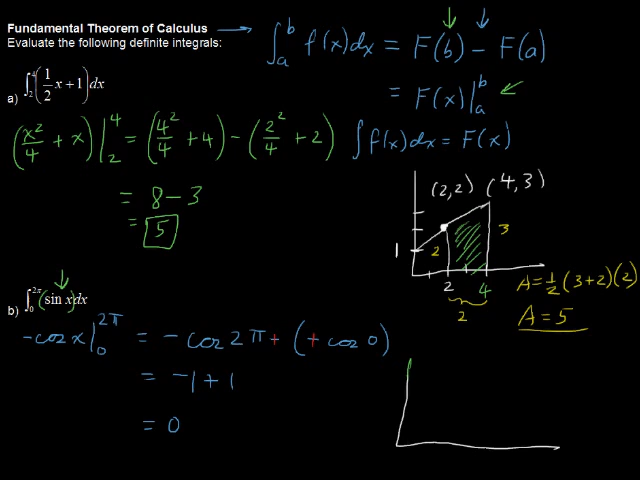 Fundamental Theorem of Calculus
Evaluate the following definite integrals:
∫_a^b f(x)dx = F(b) − F(a)
= F(x)|_a^b
∫f(x)dx = F(x)
a) ∫_2^4 (1/2 x + 1) dx
(x²/4 + x)|_2^4 = (4²/4 + 4) − (2²/4 + 2)
= 8 − 3
= 5
(2,2) (4,3)
1
2
3
2 4
2
A = 1/2 (3+2)(2)
A = 5
b) ∫_0^2π (sin x) dx
-cos x|_0^2π = -cos 2π + (+cos 0)
= -1 + 1
= 0